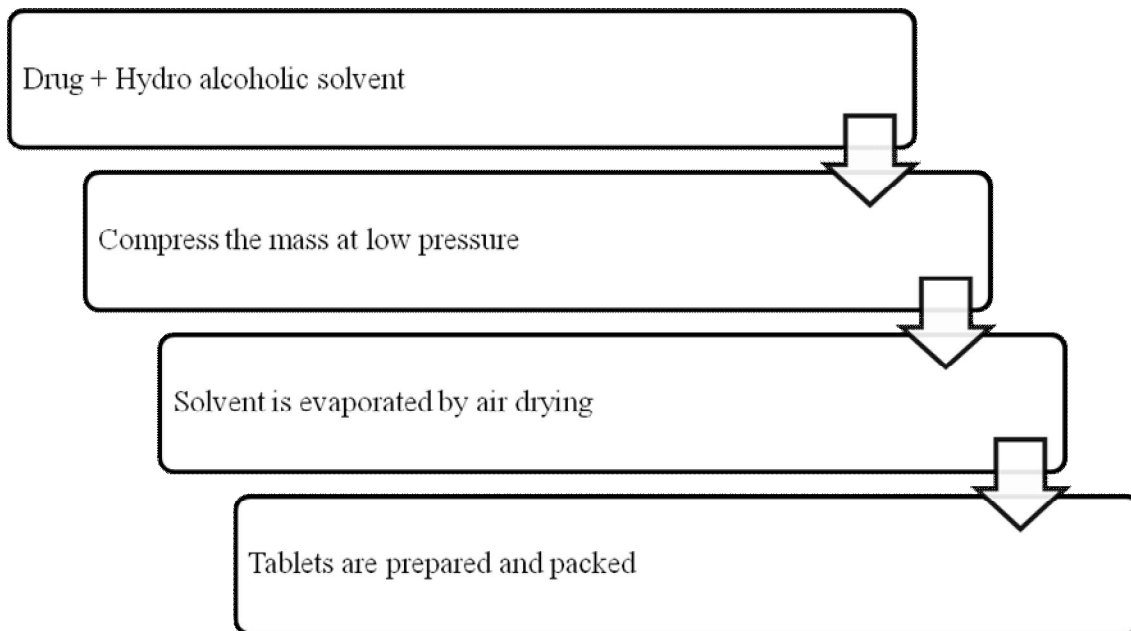 Drug + Hydro alcoholic solvent
Compress the mass at low pressure
Solvent is evaporated by air drying
Tablets are prepared and packed